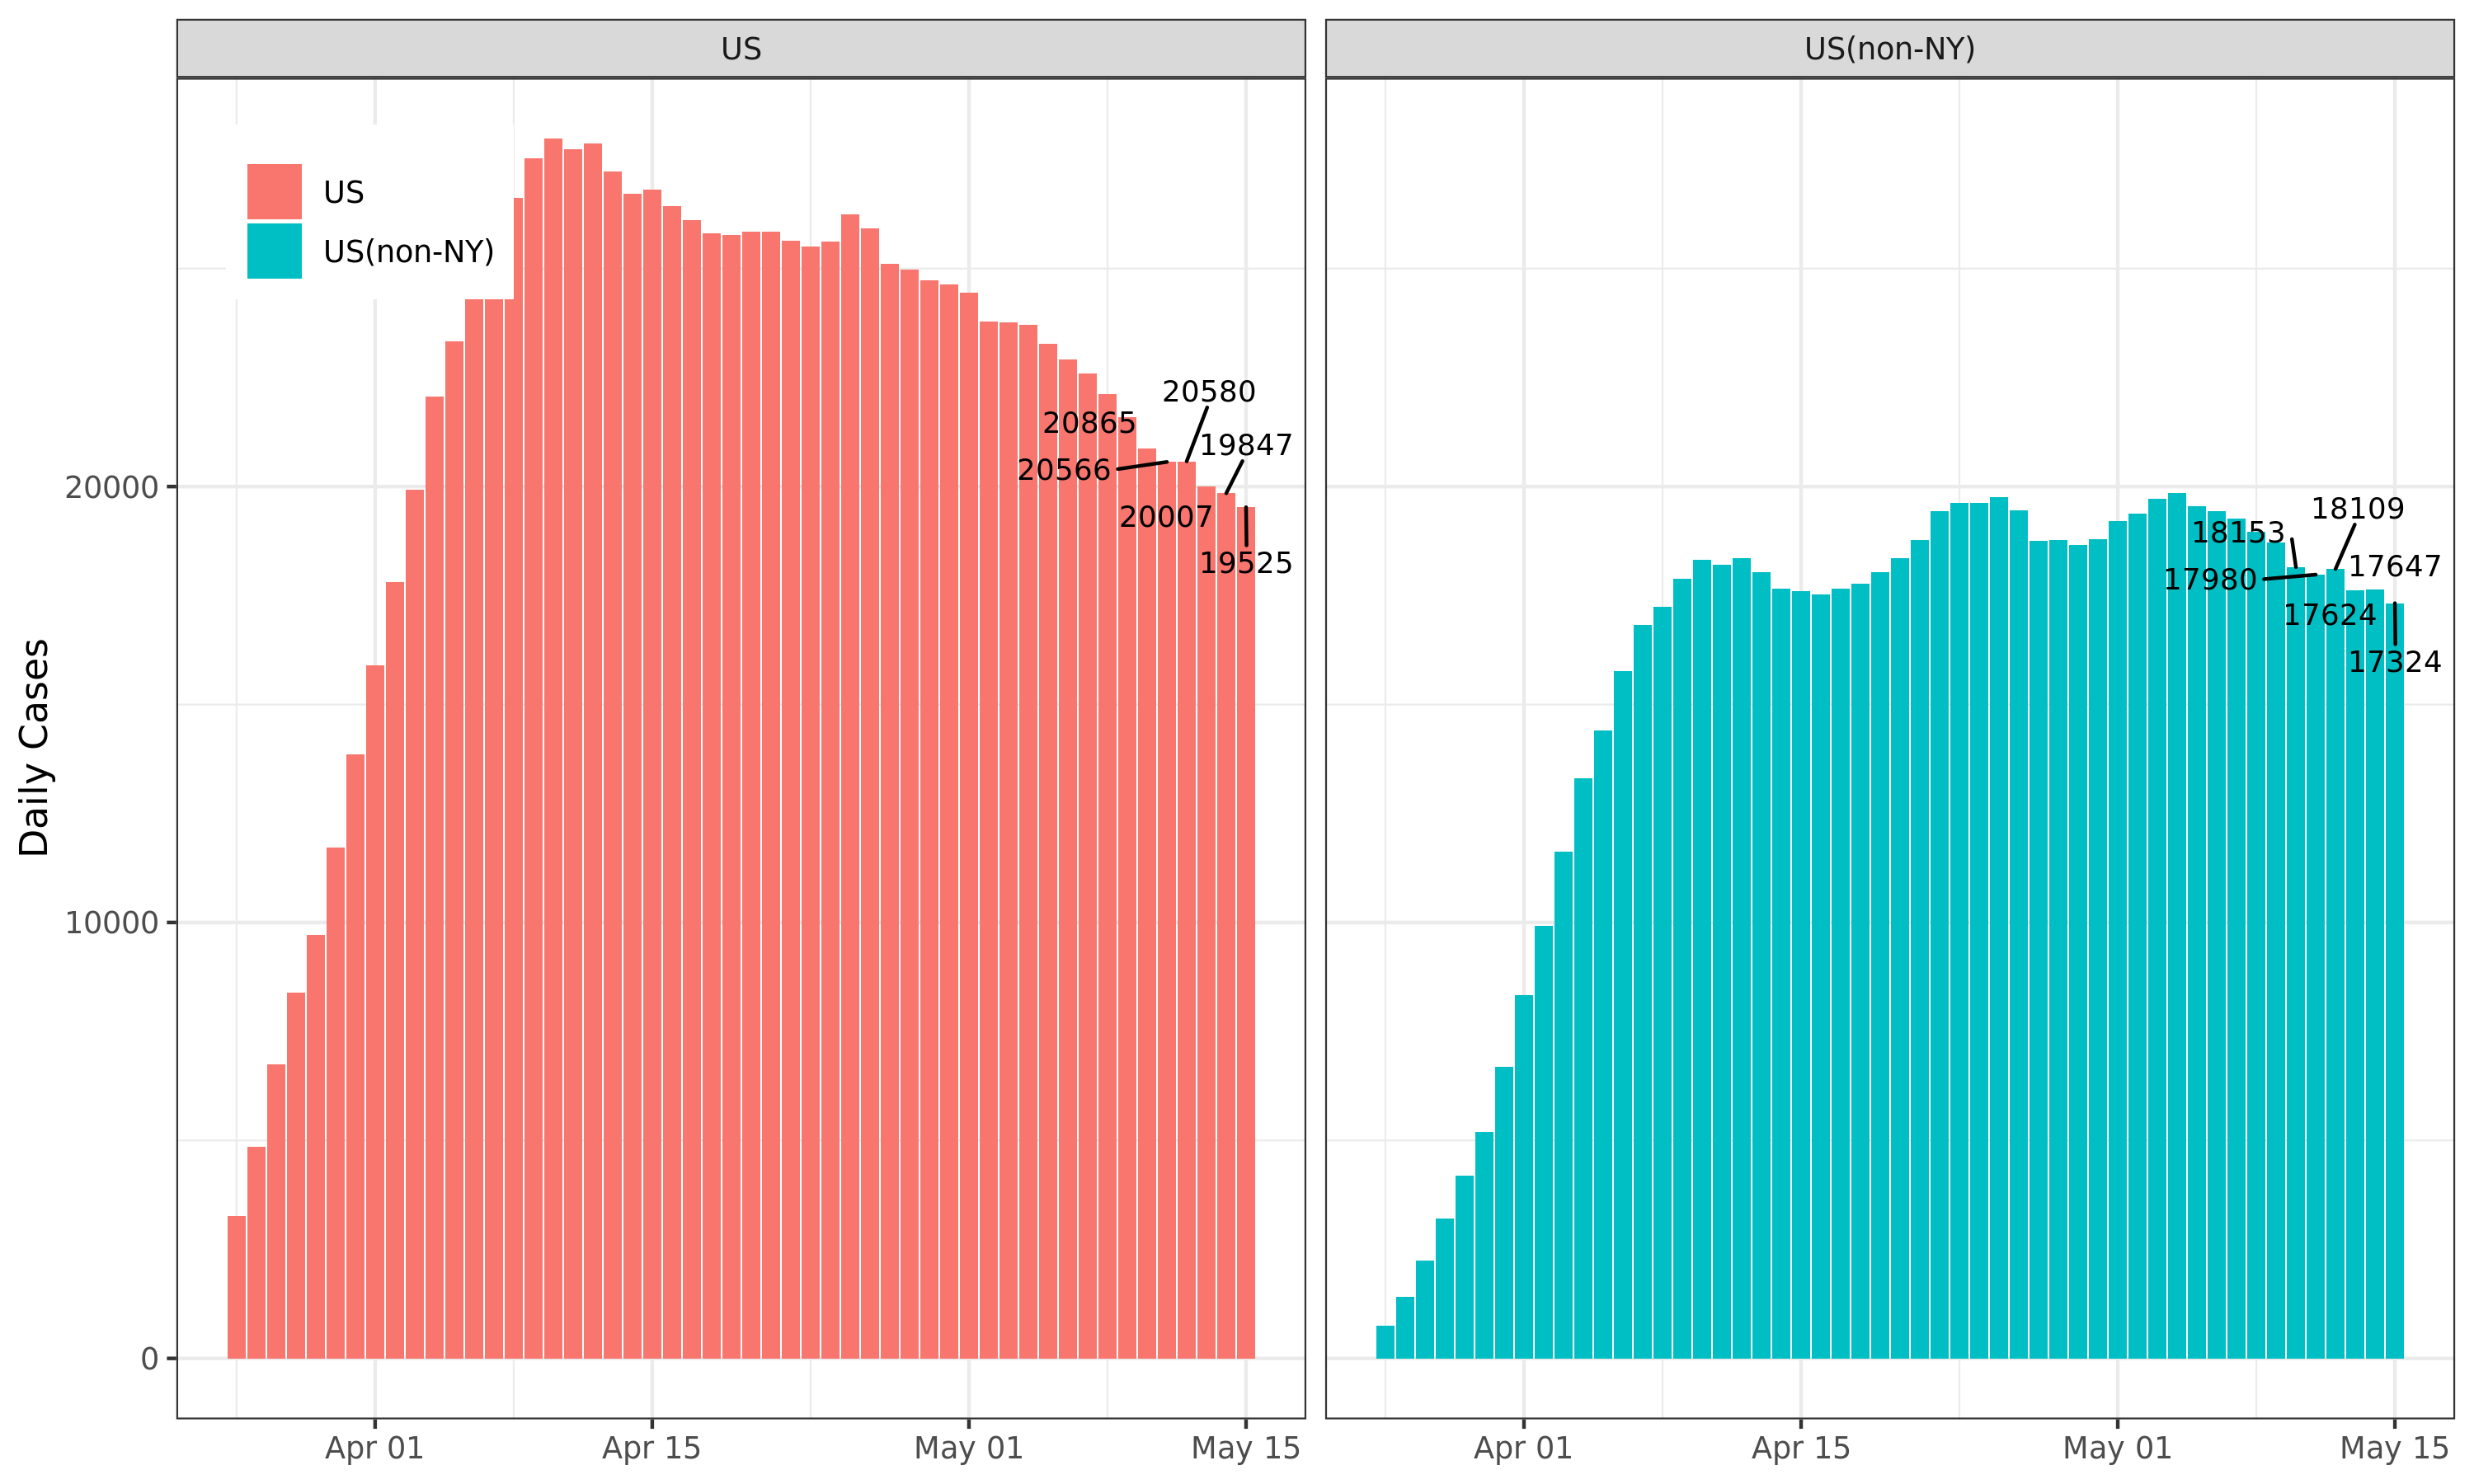 US
US(non-NY)
US
US(non-NY)
Daily Cases
20000
10000
0
20580
20865
19847
20566
20007
19525
18109
18153
17647
17980
17624
17324
Apr 01
Apr 15
May 01
May 15
Apr 01
Apr 15
May 01
May 15